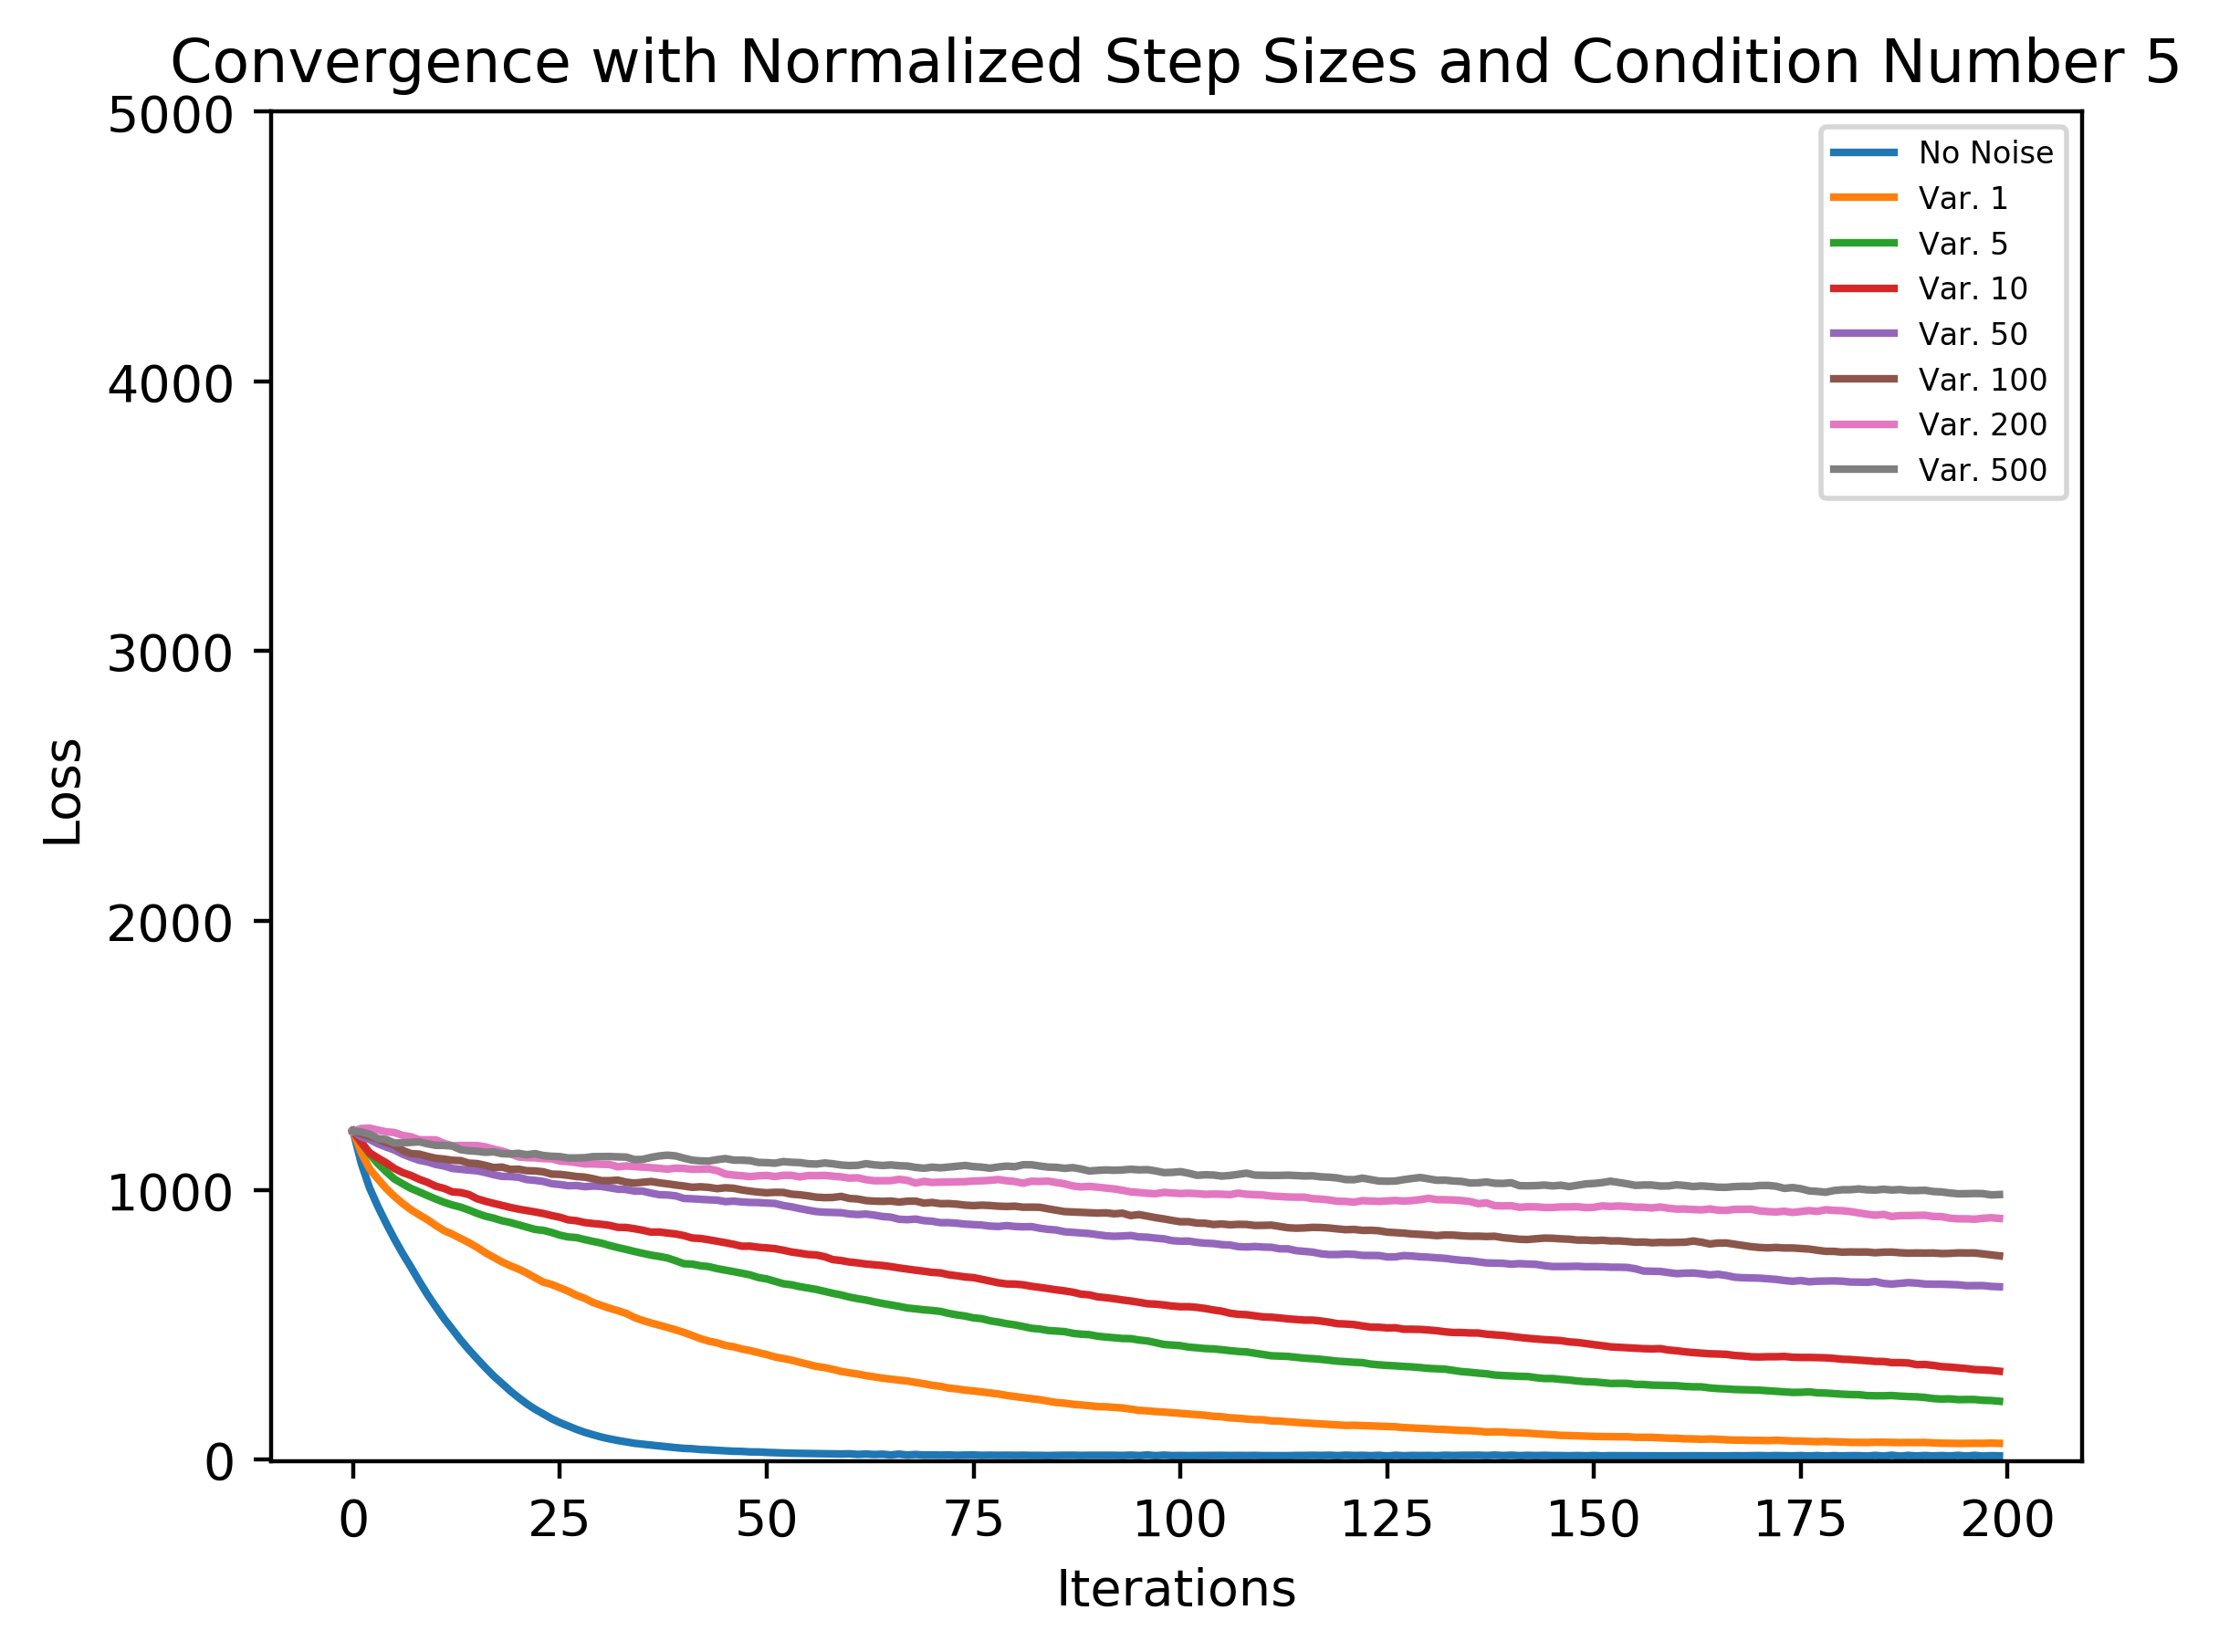 Convergence with Normalized Step Sizes and Condition Number 5
5000
4000
3000
2000
1000
0
Loss
No Noise
Var. 1
Var. 5
Var. 10
Var. 50
Var. 100
Var. 200
Var. 500
0 25 50 75 100 125 150 175 200
Iterations